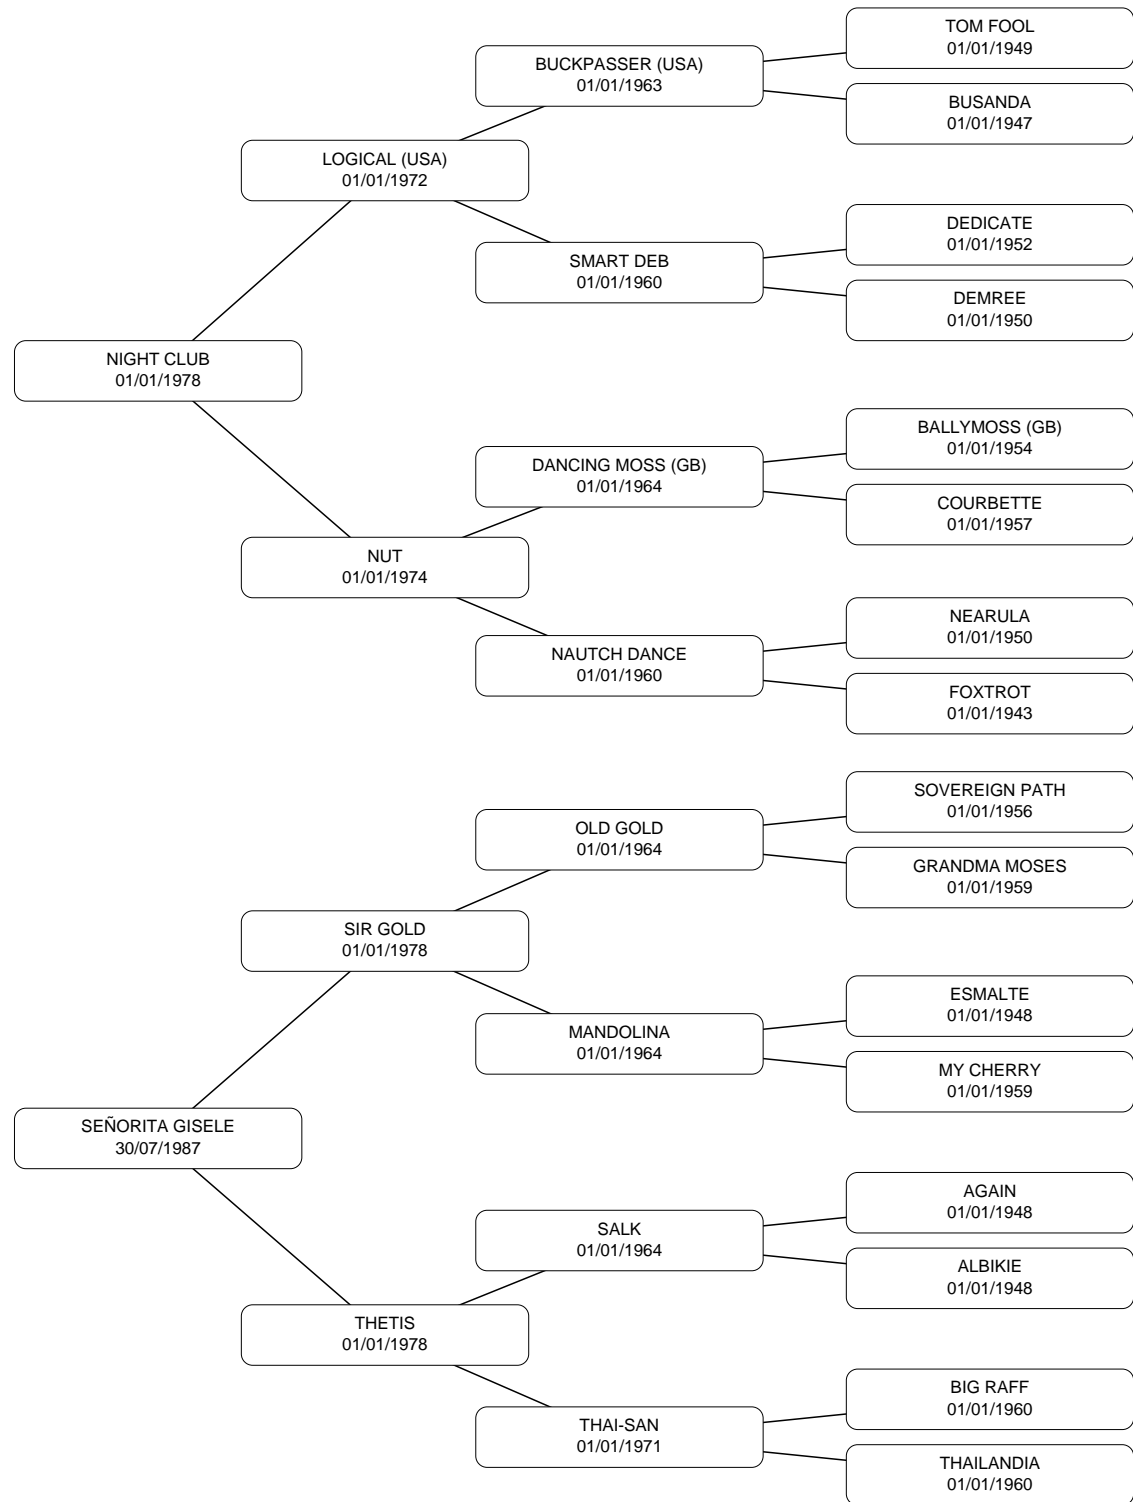 TOM FOOL
01/01/1949
BUCKPASSER (USA)
01/01/1963
BUSANDA
01/01/1947
LOGICAL (USA)
01/01/1972
DEDICATE
01/01/1952
SMART DEB
01/01/1960
DEMREE
01/01/1950
NIGHT CLUB
01/01/1978
BALLYMOSS (GB)
01/01/1954
DANCING MOSS (GB)
01/01/1964
COURBETTE
01/01/1957
NUT
01/01/1974
NEARULA
01/01/1950
NAUTCH DANCE
01/01/1960
FOXTROT
01/01/1943
SOVEREIGN PATH
01/01/1956
OLD GOLD
01/01/1964
GRANDMA MOSES
01/01/1959
SIR GOLD
01/01/1978
ESMALTE
01/01/1948
MANDOLINA
01/01/1964
MY CHERRY
01/01/1959
SEÑORITA GISELE
30/07/1987
AGAIN
01/01/1948
SALK
01/01/1964
ALBIKIE
01/01/1948
THETIS
01/01/1978
BIG RAFF
01/01/1960
THAI-SAN
01/01/1971
THAILANDIA
01/01/1960